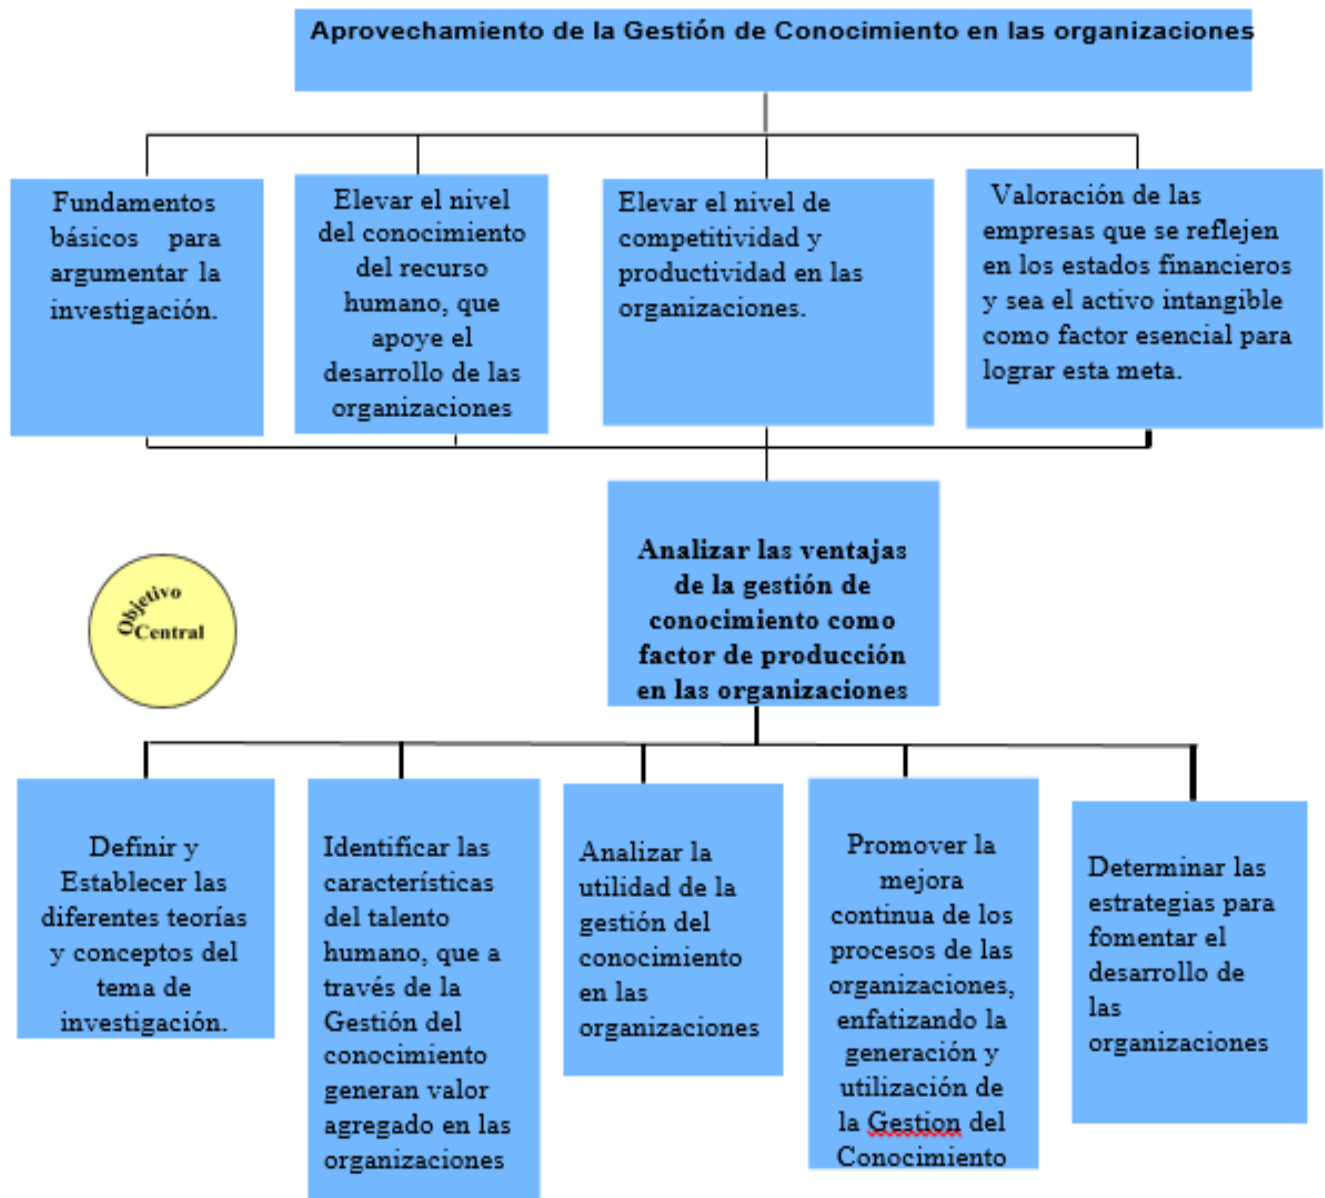 Aprovechamiento de la Gestión de Conocimiento en las organizaciones
Fundamentos
básicos para
argumentar la
investigación.
Elevar el nivel
del conocimiento
del recurso
humano, que
apoye el
desarrollo de las
organizaciones
Elevar el nivel de
competitividad y
productividad en las
organizaciones.
Valoración de las
empresas que se reflejen
en los estados financieros
y sea el activo intangible
como factor esencial para
lograr esta meta.
Analizar las ventajas
de la gestión de
conocimiento como
factor de producción
en las organizaciones
Objetivo
Central
Definir y
Establecer las
diferentes teorías
y conceptos del
tema de
investigación.
Identificar las
características
del talento
humano, que a
través de la
Gestión del
conocimiento
generan valor
agregado en las
organizaciones
Analizar la
utilidad de la
gestión del
conocimiento
en las
organizaciones
Promover la
mejora
continua de los
procesos de las
organizaciones,
enfatizando la
generación y
utilización de
la Gestion del
Conocimiento
Determinar las
estrategias para
fomentar el
desarrollo de
las
organizaciones